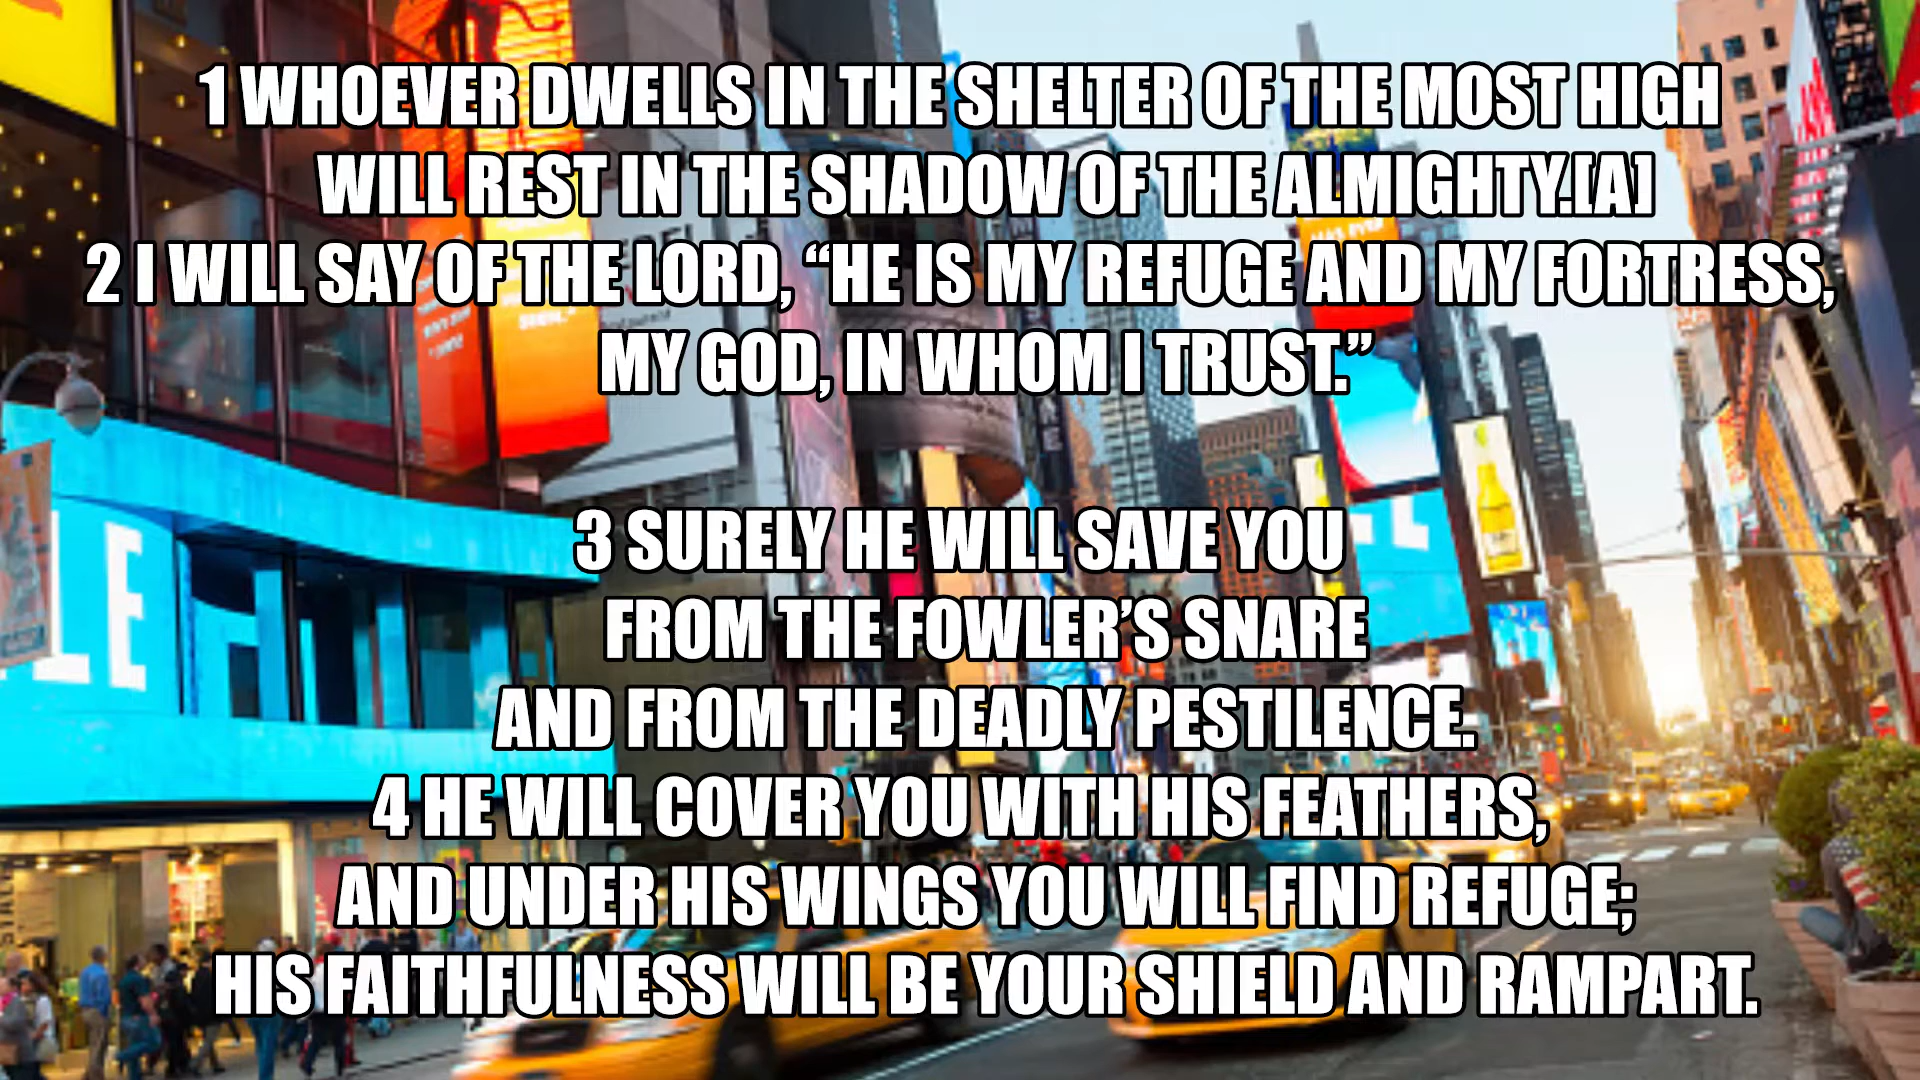 1 WHOEVER DWELLS IN THE SHELTER OF THE MOST HIGH
WILL REST IN THE SHADOW OF THE ALMIGHTY.[A]
2 I WILL SAY OF THE LORD, “HE IS MY REFUGE AND MY FORTRESS,
MY GOD, IN WHOM I TRUST.”
3 SURELY HE WILL SAVE YOU
FROM THE FOWLER’S SNARE
AND FROM THE DEADLY PESTILENCE.
4 HE WILL COVER YOU WITH HIS FEATHERS,
AND UNDER HIS WINGS YOU WILL FIND REFUGE;
HIS FAITHFULNESS WILL BE YOUR SHIELD AND RAMPART.
LE